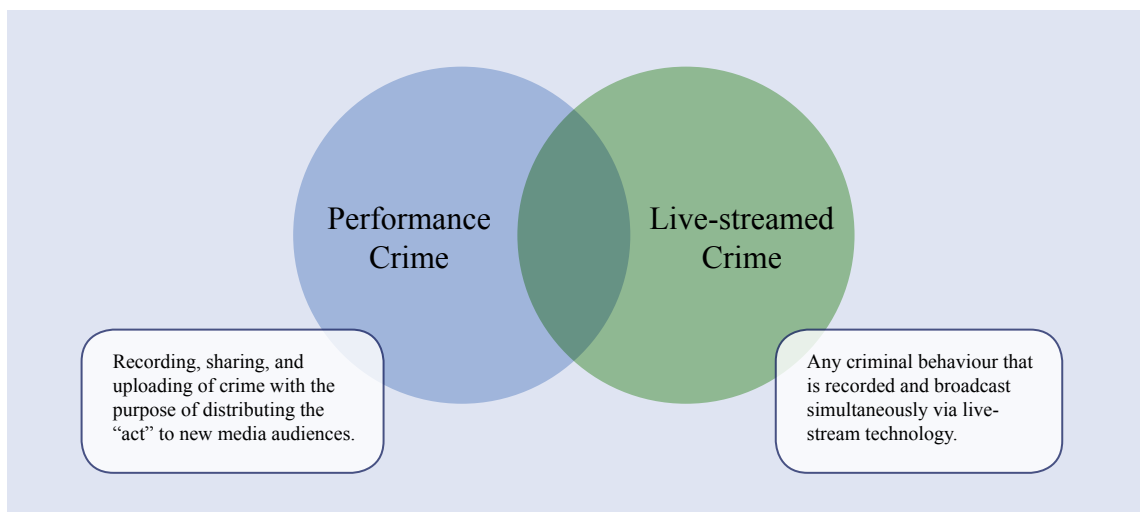 Performance
Crime
Live-streamed
Crime
Recording, sharing, and
uploading of crime with the
purpose of distributing the
“act” to new media audiences.
Any criminal behaviour that
is recorded and broadcast
simultaneously via live-
stream technology.